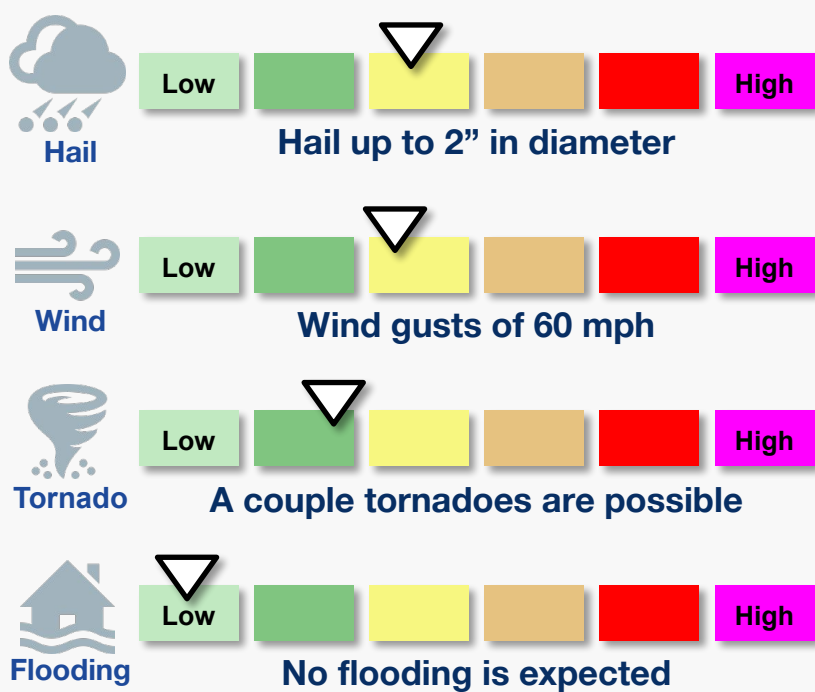 Low High
Hail
Hail up to 2” in diameter
Low High
Wind
Wind gusts of 60 mph
Low High
Tornado
A couple tornadoes are possible
Low High
Flooding
No flooding is expected